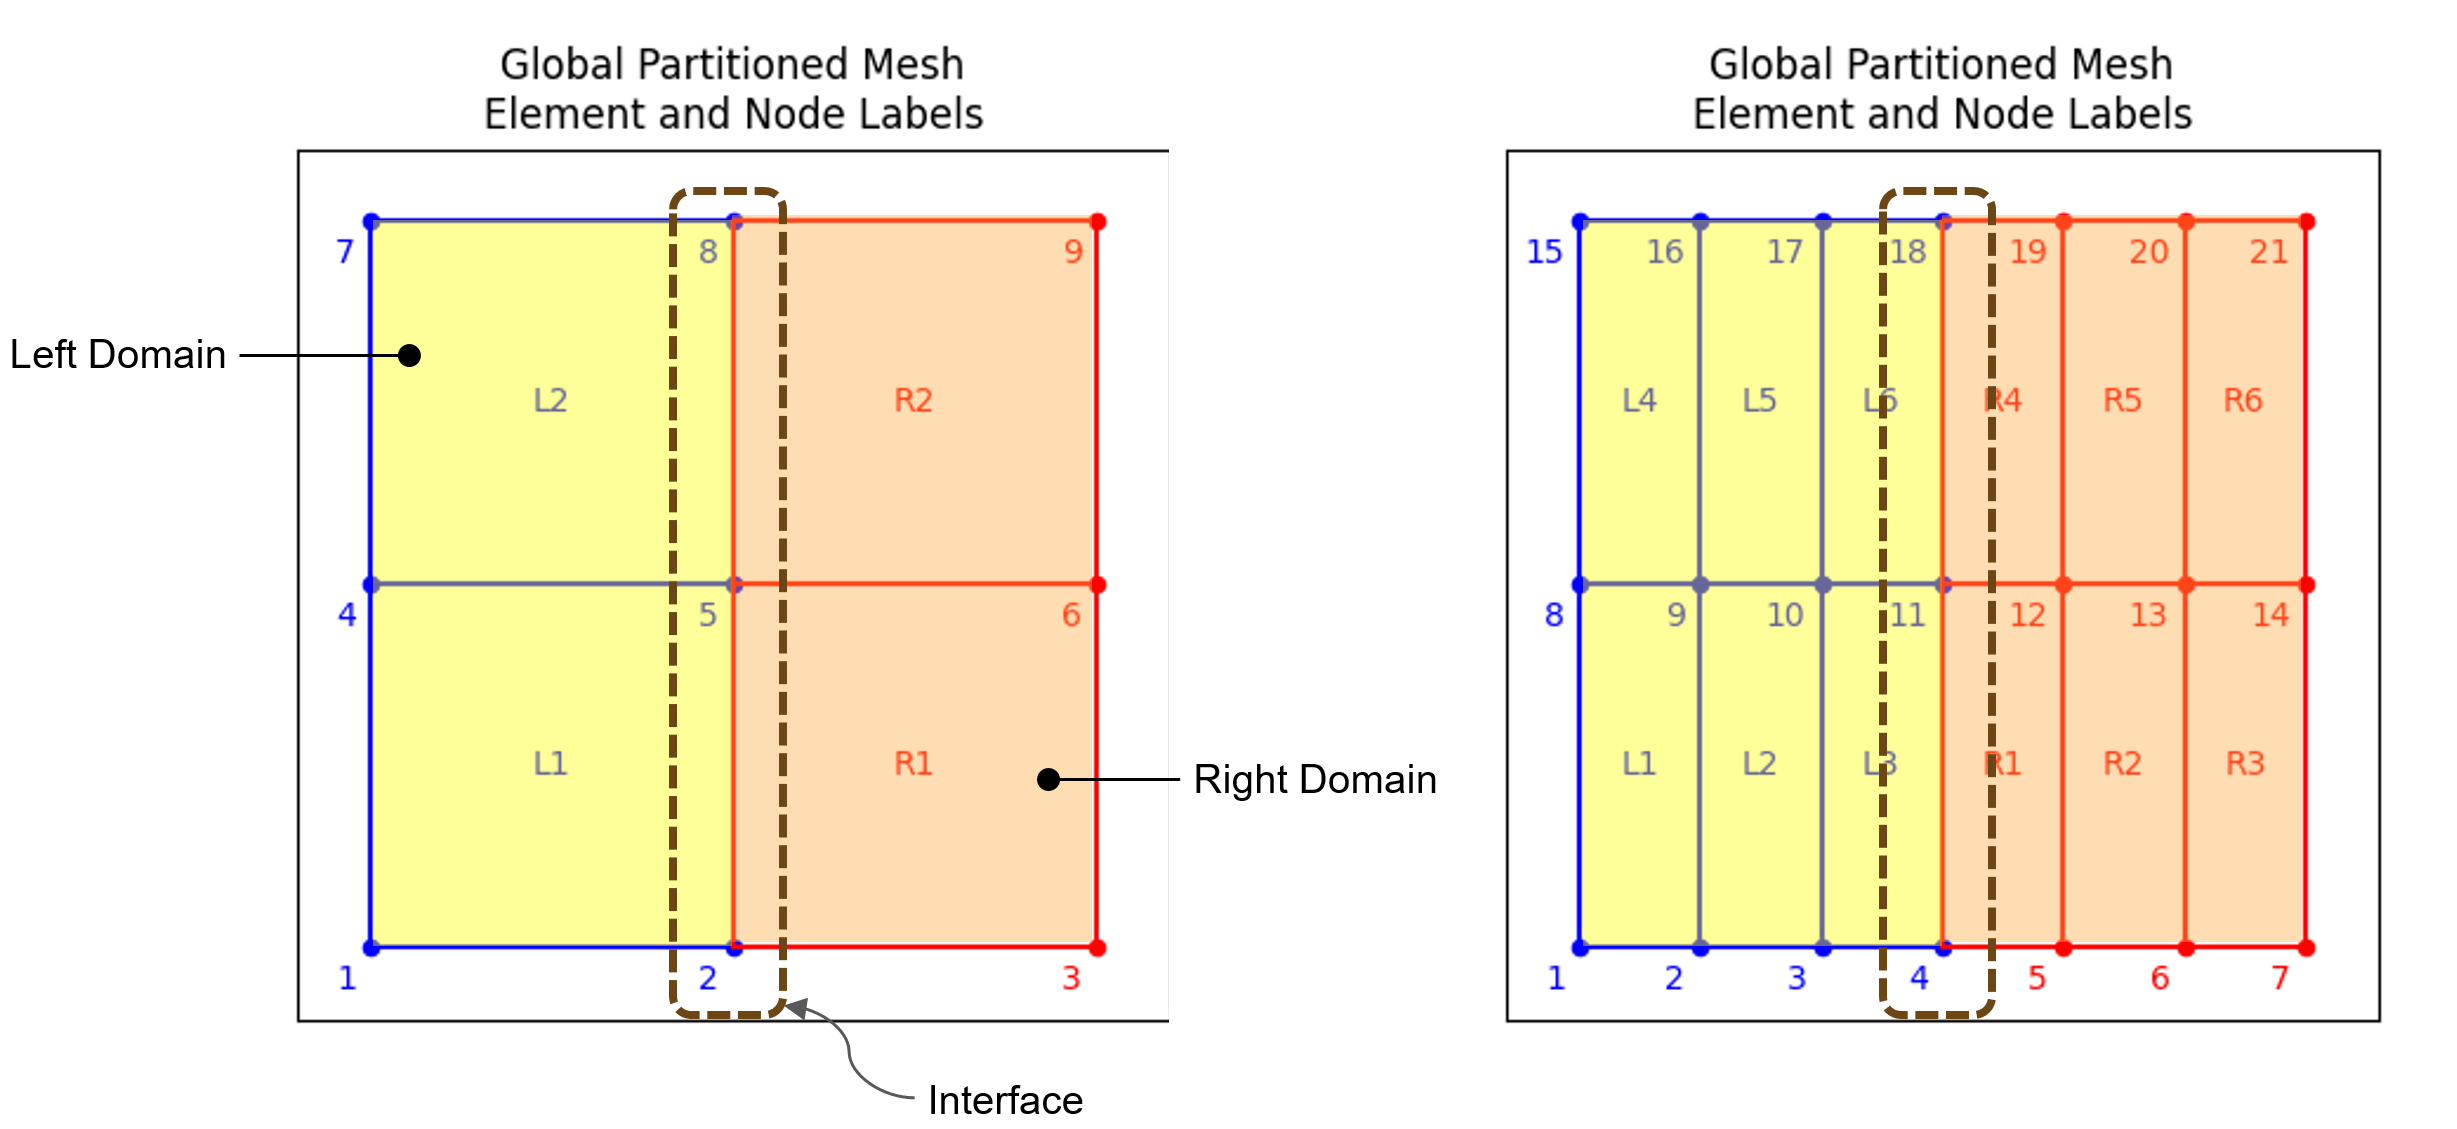 Global Partitioned Mesh
Element and Node Labels
7
8
9
Left Domain
L2
R2
4
5
6
L1
R1
Right Domain
1
2
3
Interface
Global Partitioned Mesh
Element and Node Labels
15
16
17
18
19
20
21
L4
L5
L6
R4
R5
R6
8
9
10
11
12
13
14
L1
L2
L3
R1
R2
R3
1
2
3
4
5
6
7